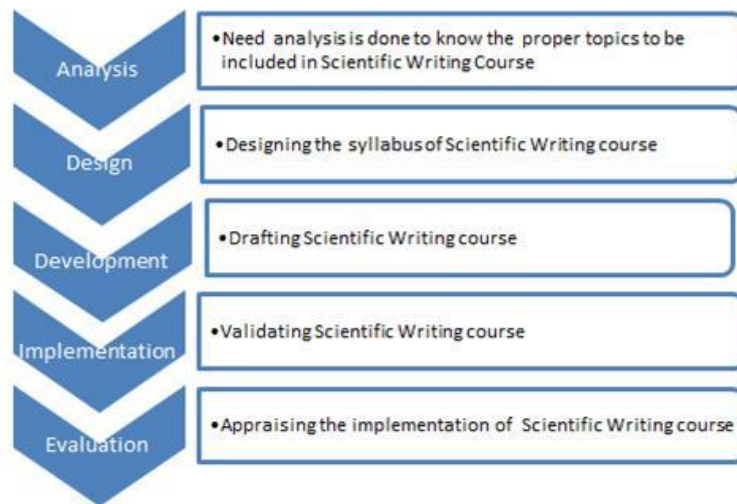 Analysis
•Need analysis is done to know the proper topics to be
included in Scientific Writing Course
Design
•Designing the syllabus of Scientific Writing course
Development
•Drafting Scientific Writing course
Implementation
•Validating Scientific Writing course
Evaluation
•Appraising the implementation of Scientific Writing course